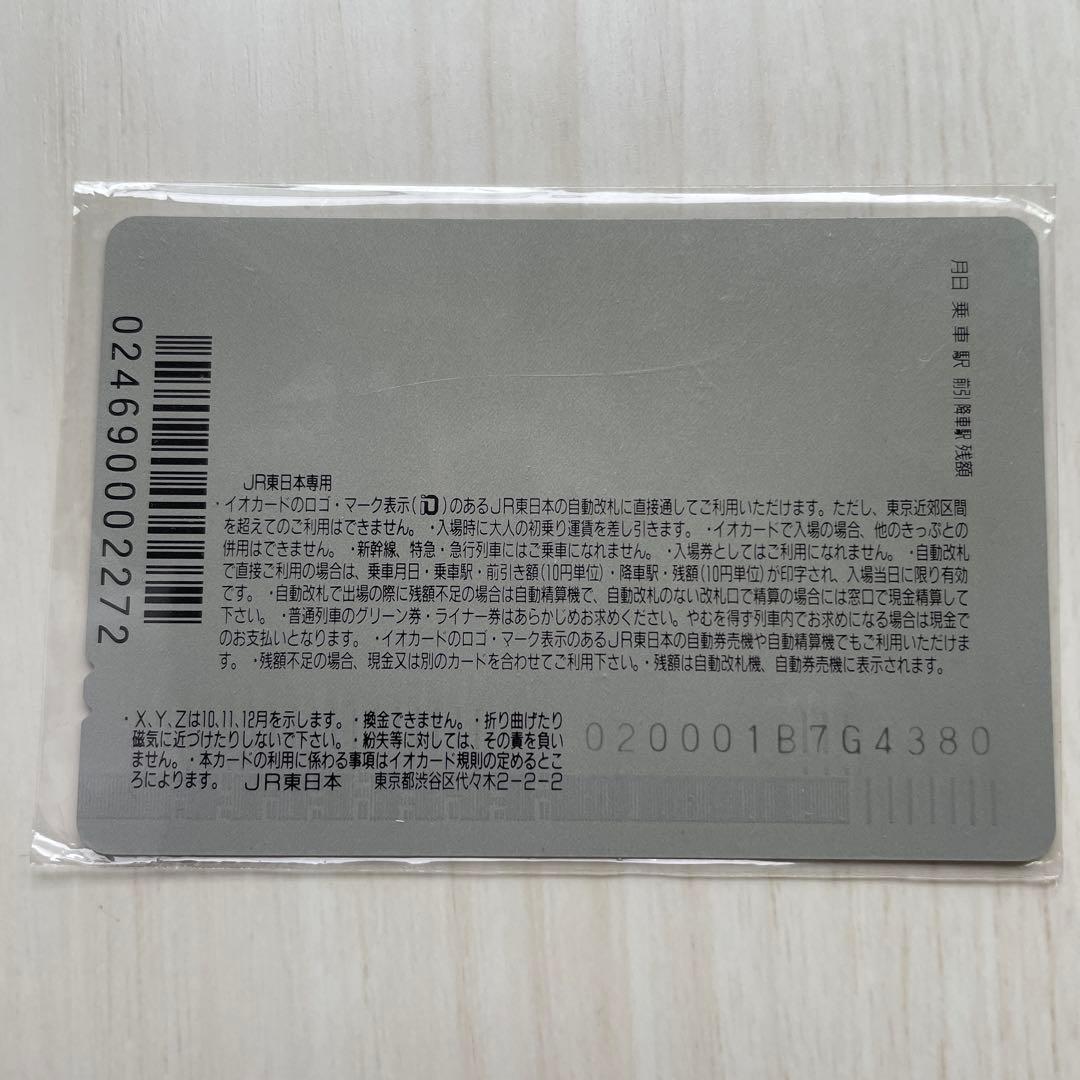 月日 乗車駅 前引 降車駅 残額
0246900002272
JR東日本専用
・イオカードのロゴ・マーク表示(iO)のあるJR東日本の自動改札に直接通してご利用いただけます。ただし、東京近郊区間
を超えてのご利用はできません。 ・入場時に大人の初乗り運賃を差し引きます。 ・イオカードで入場の場合、他のきっぷとの
併用はできません。 ・新幹線、特急・急行列車にはご乗車になれません。 ・入場券としてはご利用になれません。 ・自動改札
で直接ご利用の場合は、乗車月日・乗車駅・前引き額(10円単位)・降車駅・残額(10円単位)が印字され、入場当日に限り有効
です。 ・自動改札で出場の際に残額不足の場合は自動精算機で、自動改札のない改札口で精算の場合には窓口で現金精算して
下さい。 ・普通列車のグリーン券・ライナー券はあらかじめお求めください。やむを得ず列車内でお求めになる場合は現金で
のお支払いとなります。 ・イオカードのロゴ・マーク表示のあるJR東日本の自動券売機や自動精算機でもご利用いただけま
す。 ・残額不足の場合、現金又は別のカードを合わせてご利用下さい。・残額は自動改札機、自動券売機に表示されます。
・X、Y、Zは10、11、12月を示します。・換金できません。・折り曲げたり
磁気に近づけたりしないで下さい。・紛失等に対しては、その責を負い
ません。・本カードの利用に係わる事項はイオカード規則の定めるとこ
ろによります。 JR東日本 東京都渋谷区代々木2-2-2
020001B7G4380